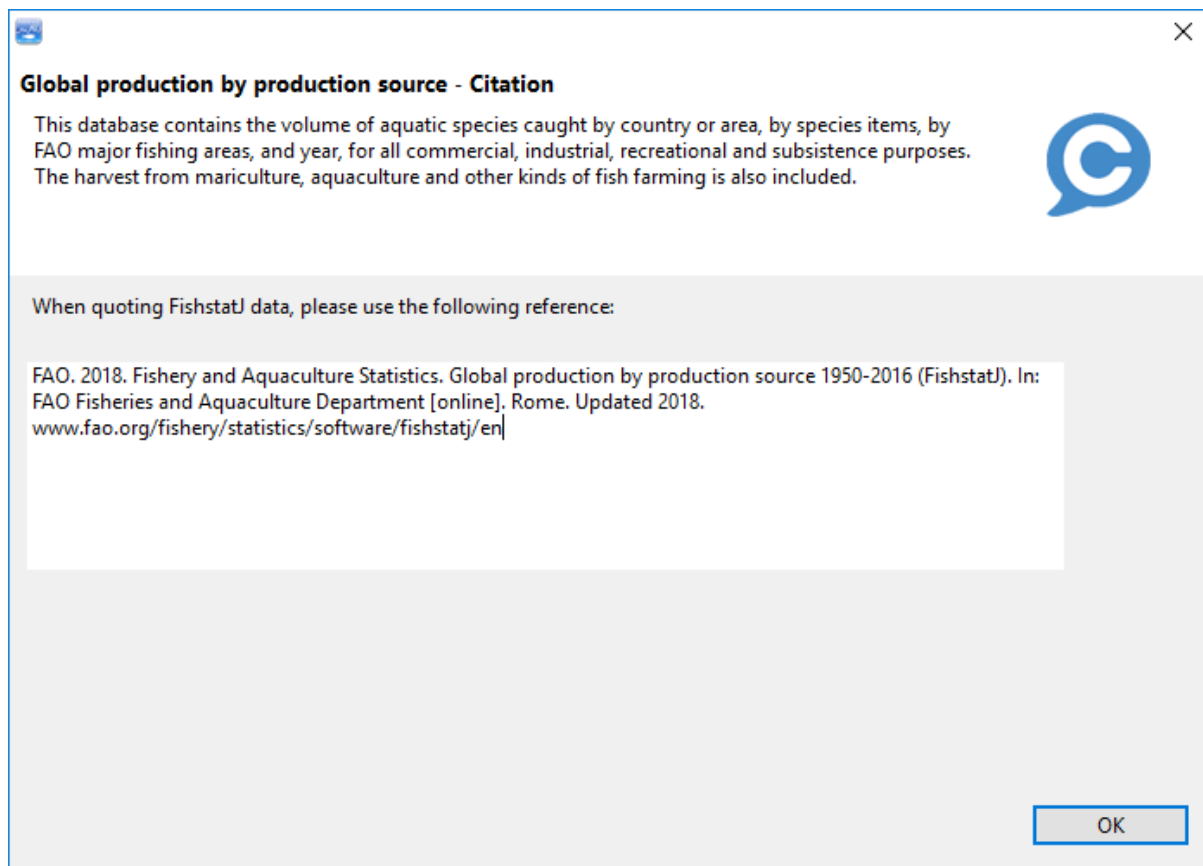 Global production by production source - Citation
This database contains the volume of aquatic species caught by country or area, by species items, by
FAO major fishing areas, and year, for all commercial, industrial, recreational and subsistence purposes.
The harvest from mariculture, aquaculture and other kinds of fish farming is also included.
When quoting FishstatJ data, please use the following reference:
FAO. 2018. Fishery and Aquaculture Statistics. Global production by production source 1950-2016 (FishstatJ). In:
FAO Fisheries and Aquaculture Department [online]. Rome. Updated 2018.
www.fao.org/fishery/statistics/software/fishstatj/en
OK